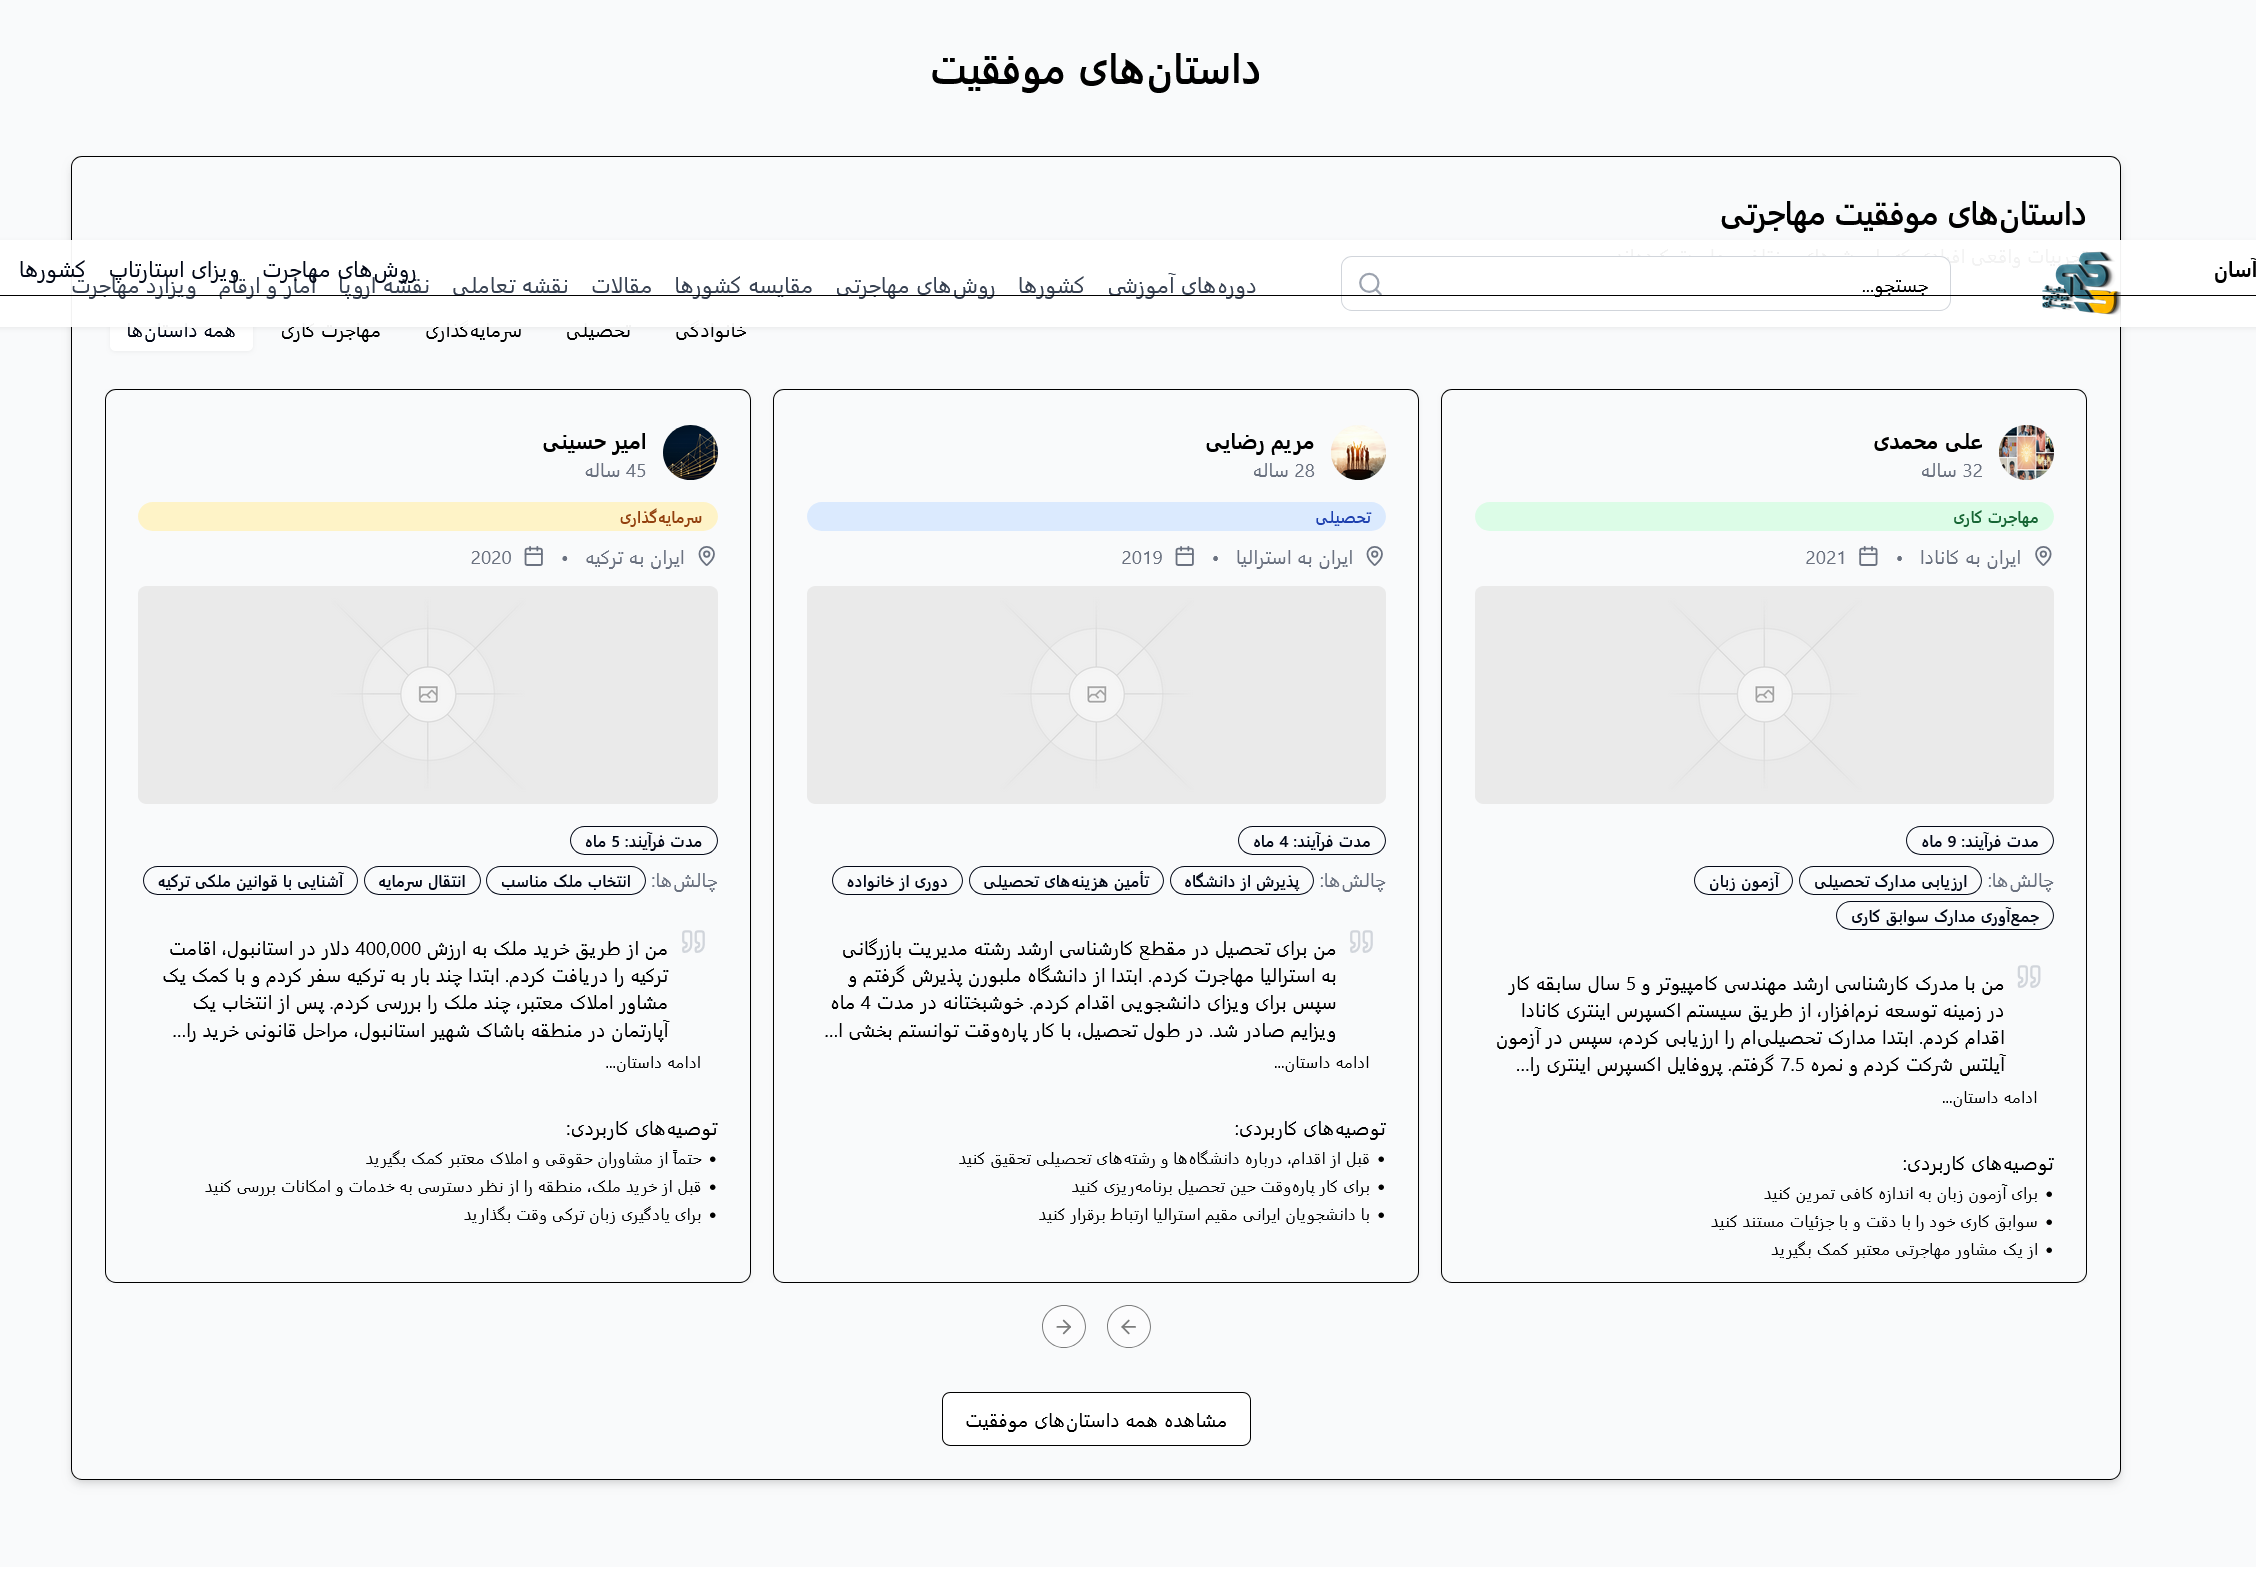 داستان‌های موفقیت
داستان‌های موفقیت مهاجرتی
آسان
روش‌های مهاجرت
ویزای استارتاپ
کشورها
جستجو...
دوره‌های آموزشی
کشورها
روش‌های مهاجرتی
مقایسه کشورها
مقالات
نقشه تعاملی
نقشه اروپا
آمار و ارقام
ویزارد مهاجرت
خانوادگی
تحصیلی
سرمایه‌گذاری
مهاجرت کاری
همه داستان‌ها
علی محمدی
32 ساله
مهاجرت کاری
ایران به کانادا • 2021
مدت فرآیند: 9 ماه
چالش‌ها: ارزیابی مدارک تحصیلی آزمون زبان
جمع‌آوری مدارک سوابق کاری
من با مدرک کارشناسی ارشد مهندسی کامپیوتر و 5 سال سابقه کار
در زمینه توسعه نرم‌افزار، از طریق سیستم اکسپرس اینتری کانادا
اقدام کردم. ابتدا مدارک تحصیلی‌ام را ارزیابی کردم، سپس در آزمون
آیلتس شرکت کردم و نمره 7.5 گرفتم. پروفایل اکسپرس اینتری را...
ادامه داستان...
توصیه‌های کاربردی:
• برای آزمون زبان به اندازه کافی تمرین کنید
• سوابق کاری خود را با دقت و با جزئیات مستند کنید
• از یک مشاور مهاجرتی معتبر کمک بگیرید
مریم رضایی
28 ساله
تحصیلی
ایران به استرالیا • 2019
مدت فرآیند: 4 ماه
چالش‌ها: پذیرش از دانشگاه تأمین هزینه‌های تحصیلی دوری از خانواده
من برای تحصیل در مقطع کارشناسی ارشد رشته مدیریت بازرگانی
به استرالیا مهاجرت کردم. ابتدا از دانشگاه ملبورن پذیرش گرفتم و
سپس برای ویزای دانشجویی اقدام کردم. خوشبختانه در مدت 4 ماه
ویزایم صادر شد. در طول تحصیل، با کار پاره‌وقت توانستم بخشی ا...
ادامه داستان...
توصیه‌های کاربردی:
• قبل از اقدام، درباره دانشگاه‌ها و رشته‌های تحصیلی تحقیق کنید
• برای کار پاره‌وقت حین تحصیل برنامه‌ریزی کنید
• با دانشجویان ایرانی مقیم استرالیا ارتباط برقرار کنید
امیر حسینی
45 ساله
سرمایه‌گذاری
ایران به ترکیه • 2020
مدت فرآیند: 5 ماه
چالش‌ها: انتخاب ملک مناسب انتقال سرمایه آشنایی با قوانین ملکی ترکیه
من از طریق خرید ملک به ارزش 400,000 دلار در استانبول، اقامت
ترکیه را دریافت کردم. ابتدا چند بار به ترکیه سفر کردم و با کمک یک
مشاور املاک معتبر، چند ملک را بررسی کردم. پس از انتخاب یک
آپارتمان در منطقه باشاک شهیر استانبول، مراحل قانونی خرید را...
ادامه داستان...
توصیه‌های کاربردی:
• حتماً از مشاوران حقوقی و املاک معتبر کمک بگیرید
• قبل از خرید ملک، منطقه را از نظر دسترسی به خدمات و امکانات بررسی کنید
• برای یادگیری زبان ترکی وقت بگذارید
مشاهده همه داستان‌های موفقیت